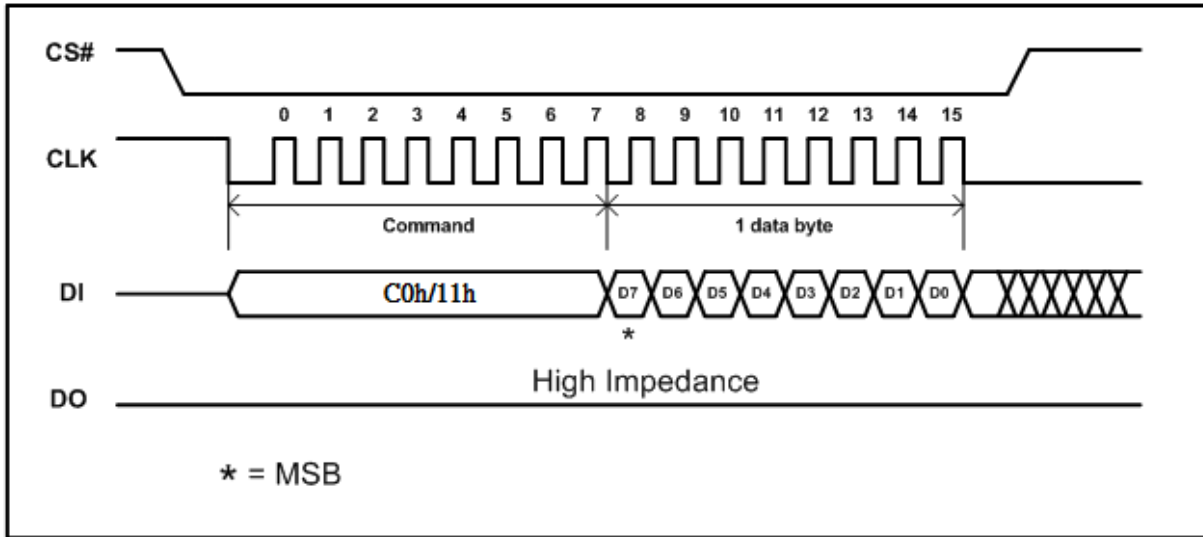 CS#
0 1 2 3 4 5 6 7 8 9 10 11 12 13 14 15
CLK
Command 1 data byte
DI C0h/11h D7 D6 D5 D4 D3 D2 D1 D0
*
High Impedance
DO
* = MSB